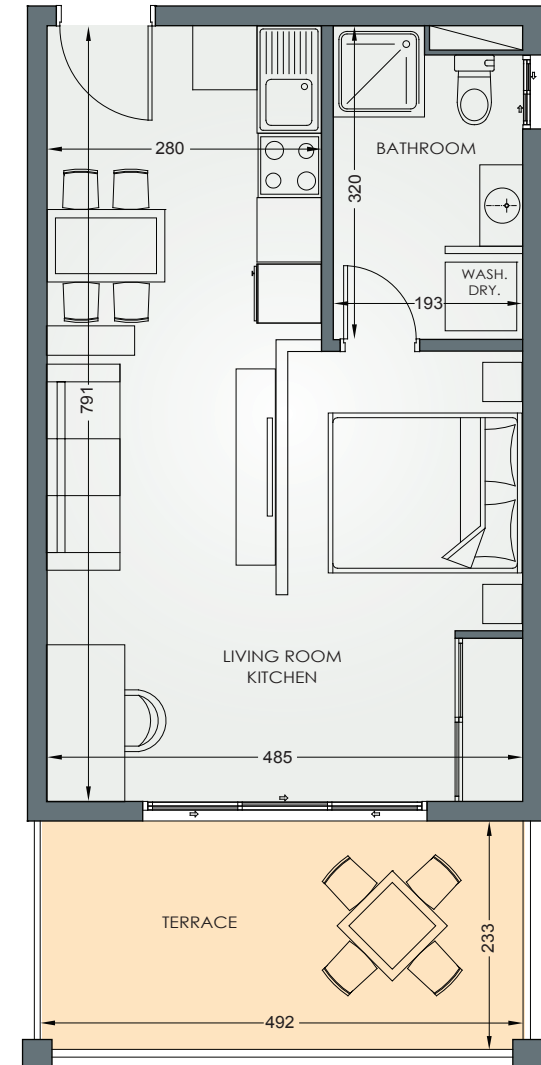 280
BATHROOM
320
WASH.
DRY.
193
791
LIVING ROOM
KITCHEN
485
TERRACE
233
492